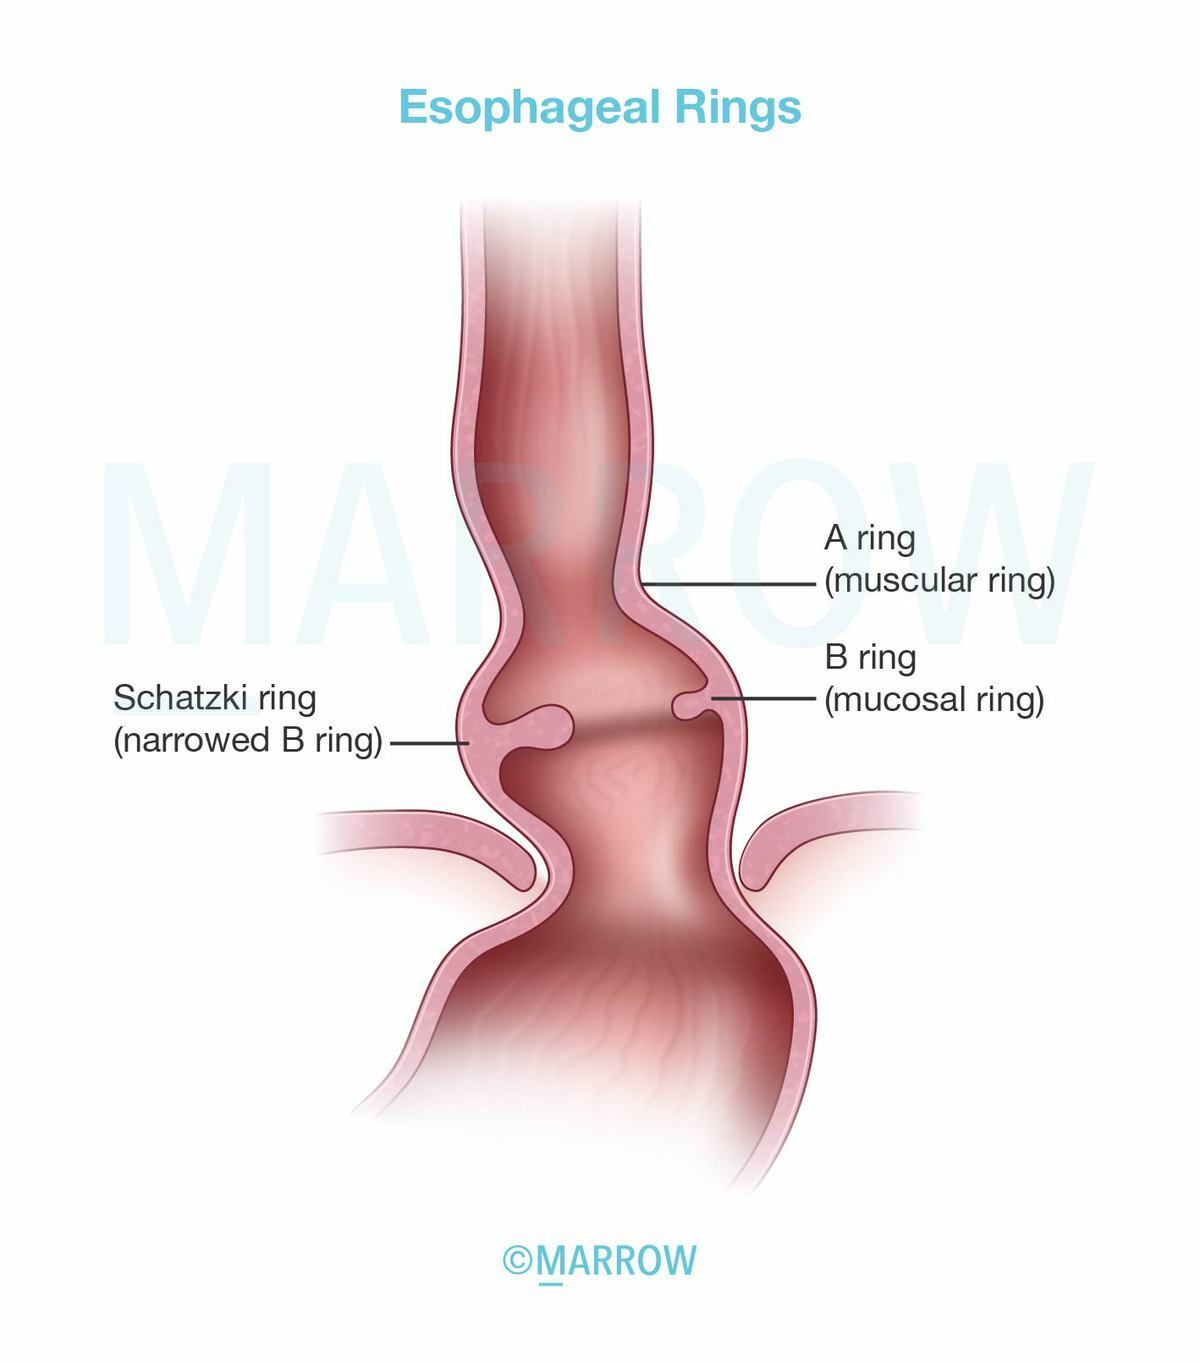 Esophageal Rings
MARROW
A ring
(muscular ring)
B ring
(mucosal ring)
Schatzki ring
(narrowed B ring)
©MARROW